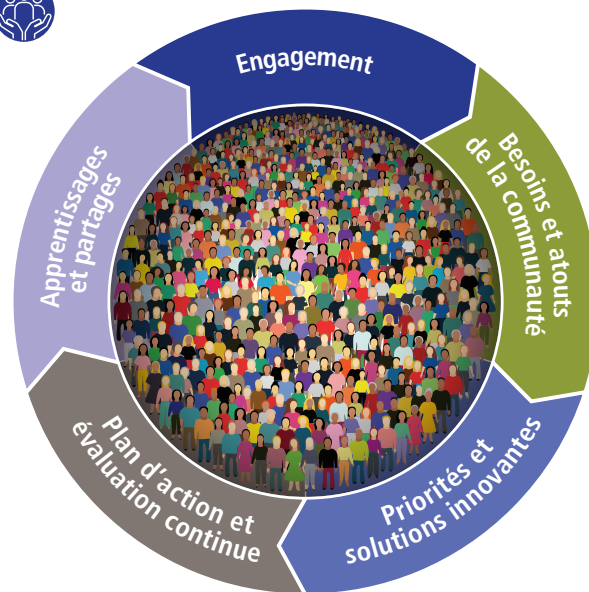 Engagement
Besoins et atouts
de la communauté
Priorités et
solutions innovantes
Plan d'action et
évaluation continue
Apprentissages
et partages